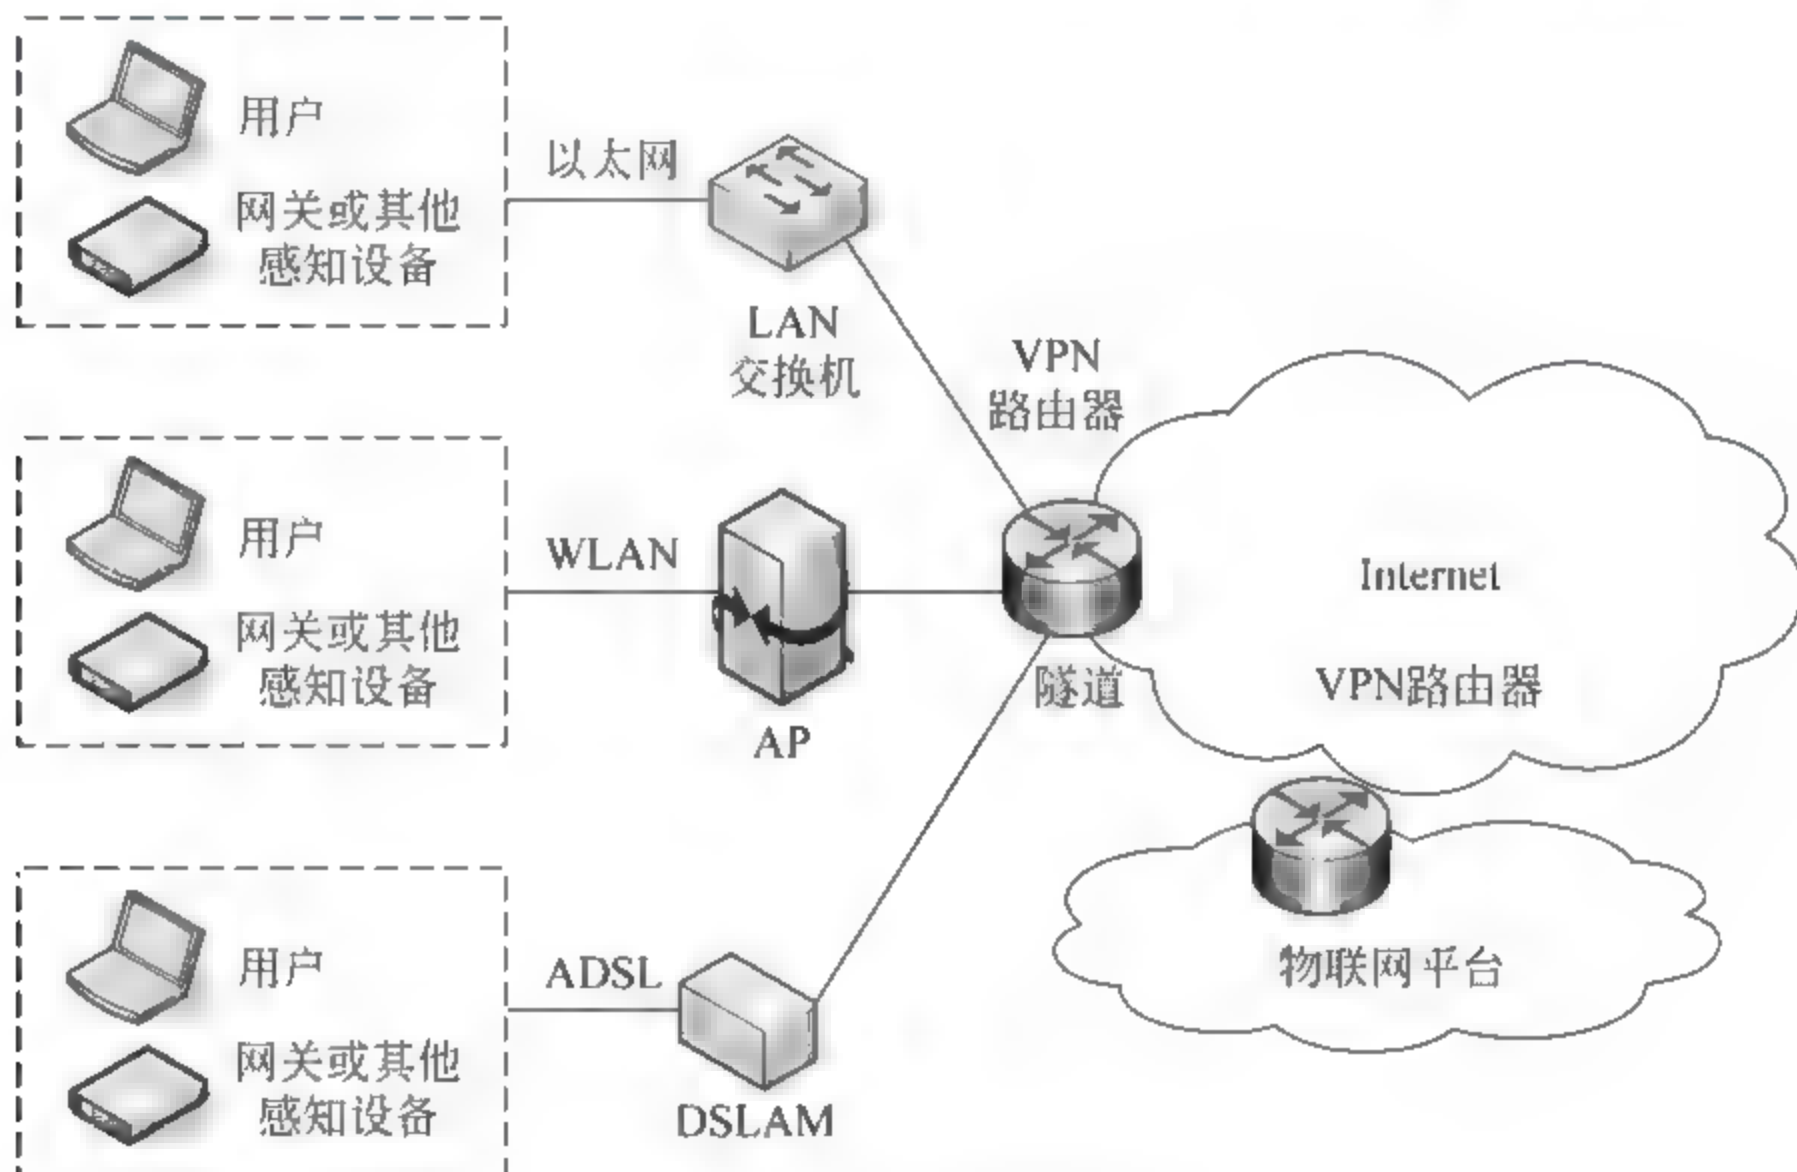 用户
网关或其他
感知设备
以太网
LAN
交换机
VPN
路由器
用户
网关或其他
感知设备
WLAN
AP
隧道
Internet
VPN路由器
用户
网关或其他
感知设备
ADSL
DSLAM
物联网平台